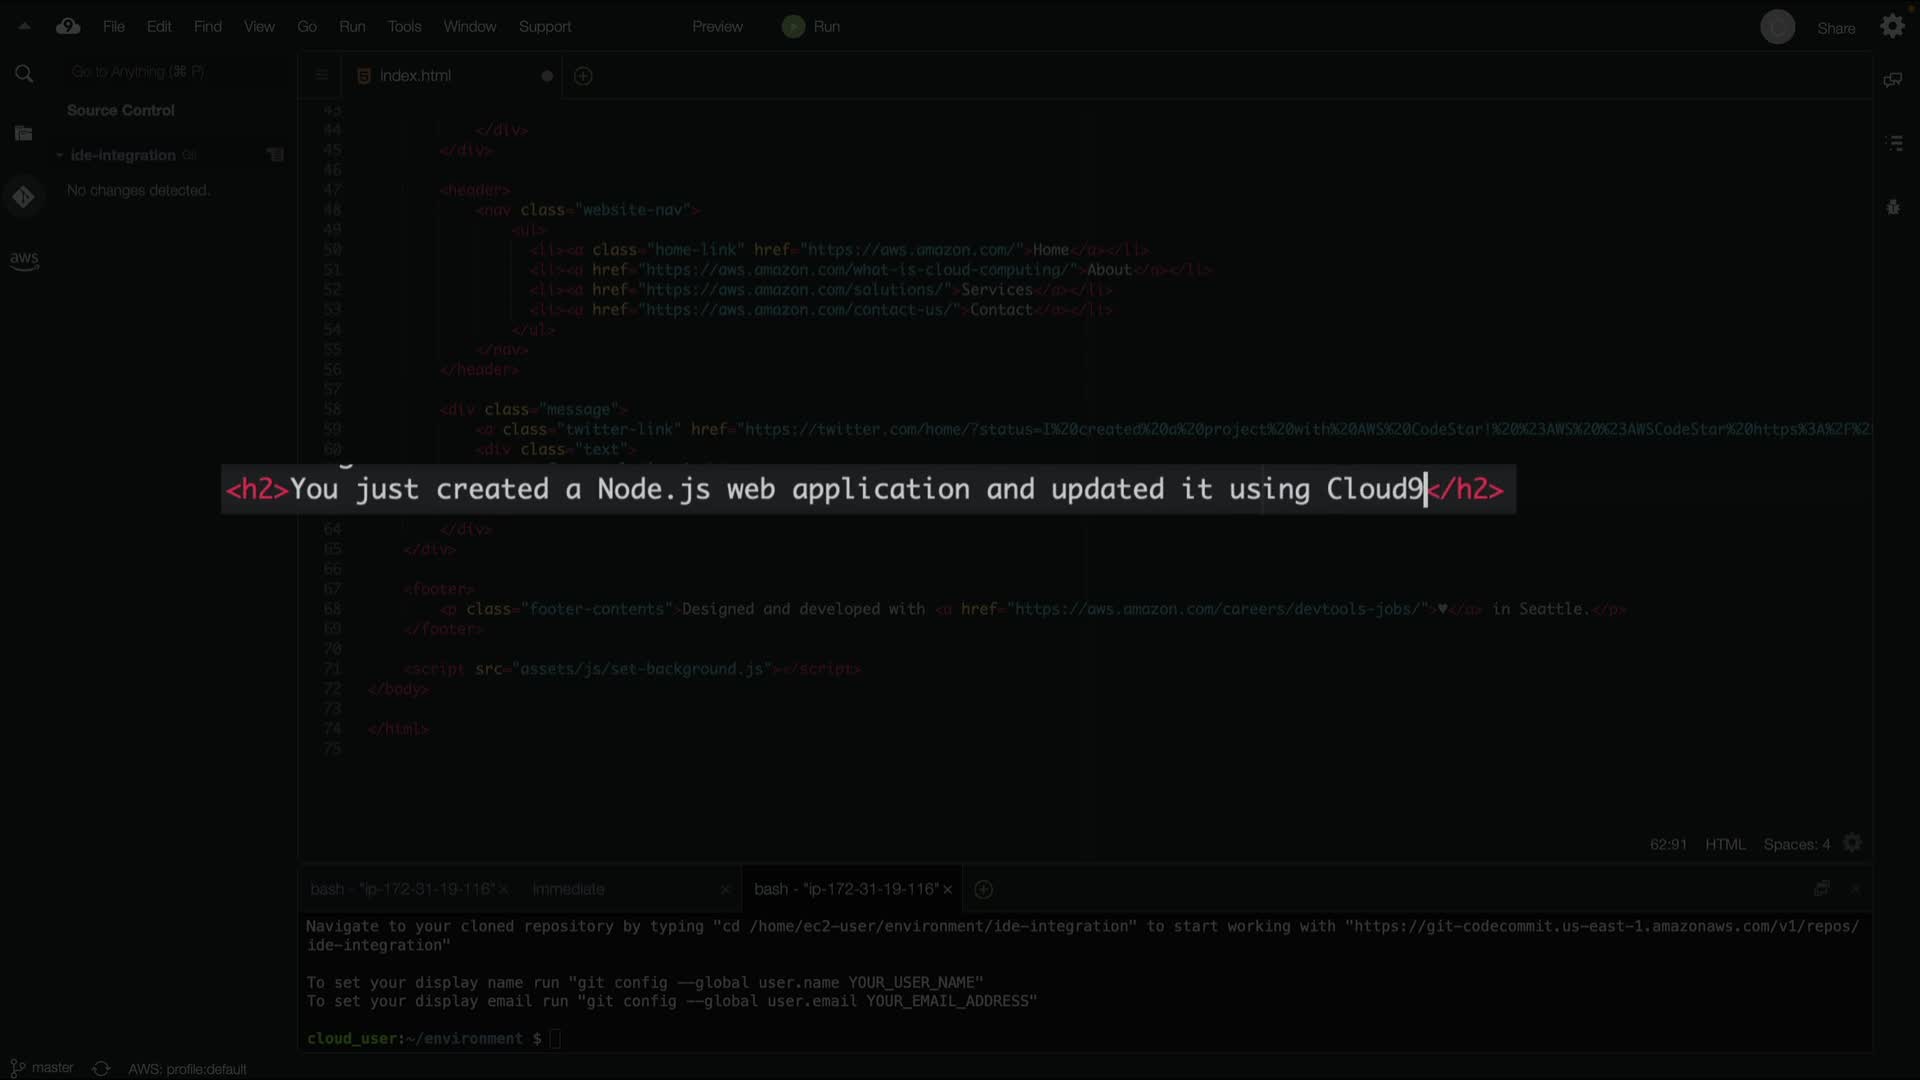 File Edit Find View Go Run Tools Window Support Preview Run Share
Go to Anything (⌘ P)
index.html
Source Control
ide-integration Git
No changes detected.
aws
43
44 </div>
45 </div>
46
47 <header>
48 <nav class="website-nav">
49 <ul>
50 <li><a class="home-link" href="https://aws.amazon.com/">Home</a></li>
51 <li><a href="https://aws.amazon.com/what-is-cloud-computing/">About</a></li>
52 <li><a href="https://aws.amazon.com/solutions/">Services</a></li>
53 <li><a href="https://aws.amazon.com/contact-us/">Contact</a></li>
54 </ul>
55 </nav>
56 </header>
57
58 <div class="message">
59 <a class="twitter-link" href="https://twitter.com/home/?status=I%20created%20a%20project%20with%20AWS%20CodeStar!%20%23AWS%20%23AWSCodeStar%20https%3A%2F%2
60 <div class="text">
<h2>You just created a Node.js web application and updated it using Cloud9</h2>
64 </div>
65 </div>
66
67 <footer>
68 <p class="footer-contents">Designed and developed with <a href="https://aws.amazon.com/careers/devtools-jobs/">♥</a> in Seattle.</p>
69 </footer>
70
71 <script src="assets/js/set-background.js"></script>
72 </body>
73
74 </html>
75
62:91 HTML Spaces: 4
bash - "ip-172-31-19-116" × Immediate × bash - "ip-172-31-19-116" ×
Navigate to your cloned repository by typing "cd /home/ec2-user/environment/ide-integration" to start working with "https://git-codecommit.us-east-1.amazonaws.com/v1/repos/
ide-integration"
To set your display name run "git config --global user.name YOUR_USER_NAME"
To set your display email run "git config --global user.email YOUR_EMAIL_ADDRESS"
cloud_user:~/environment $
master AWS: profile:default